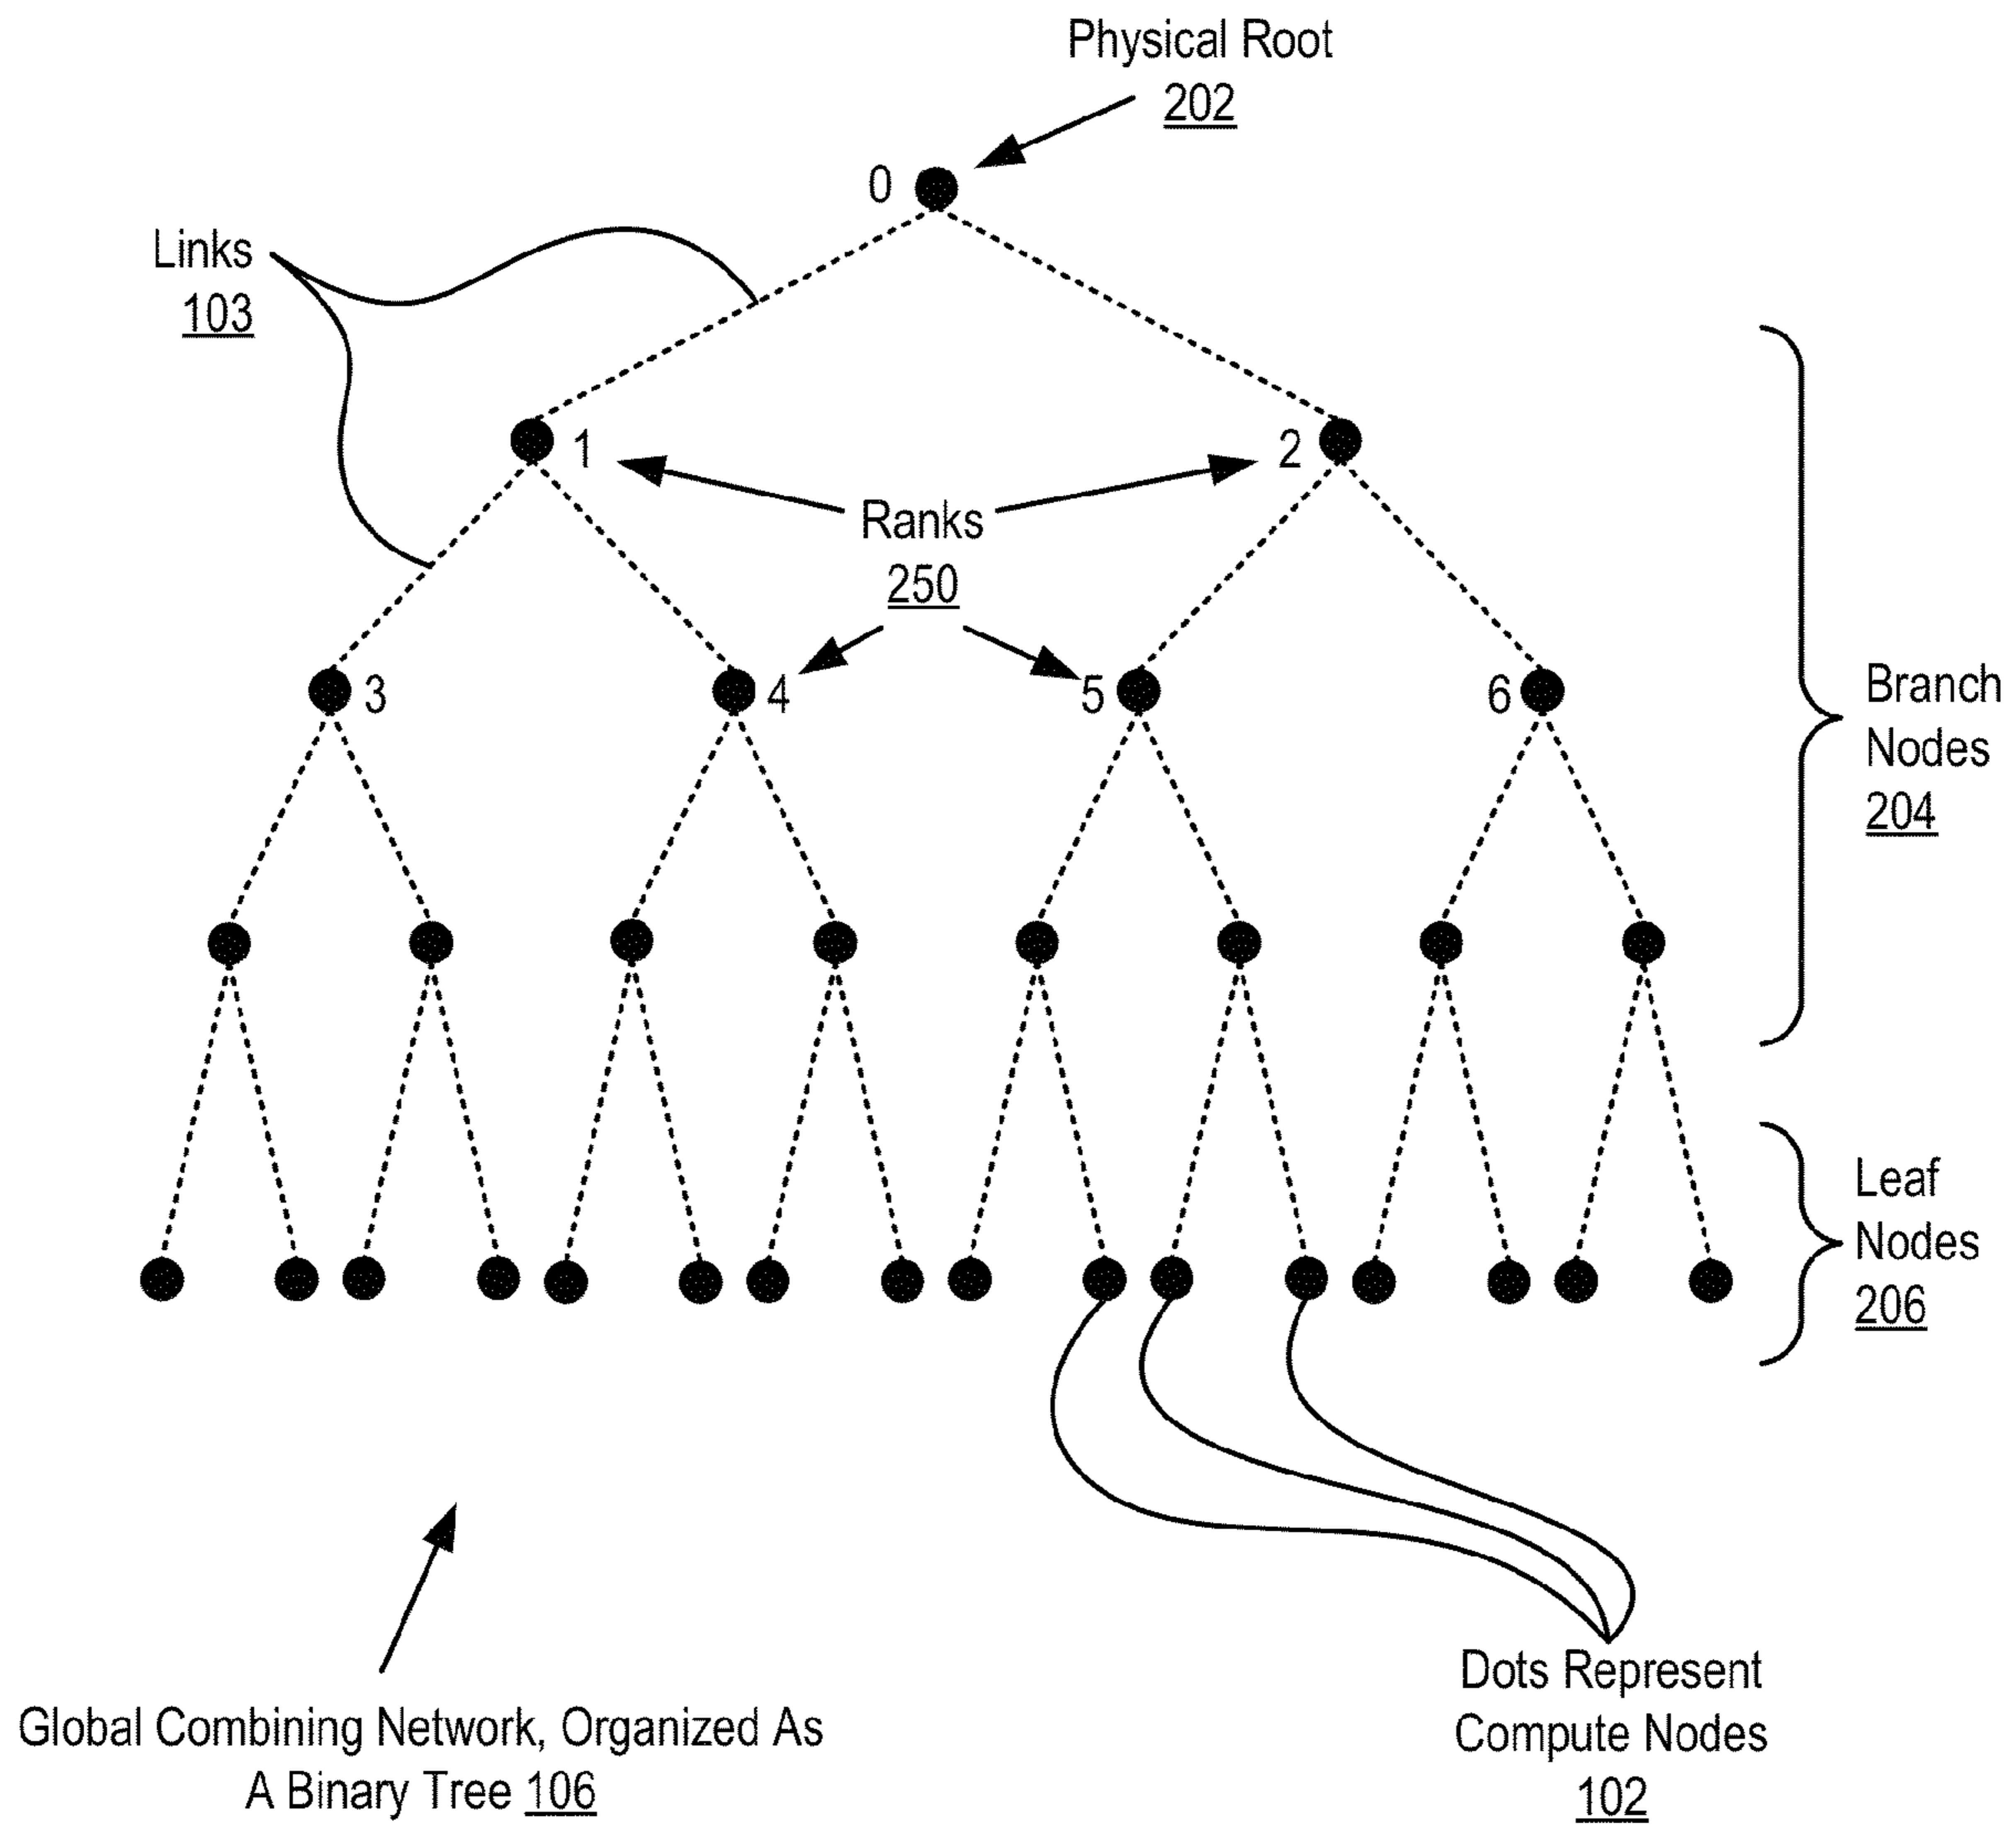 Physical Root
202
0
Links
103
1
2
Ranks
250
3
4
5
6
Branch
Nodes
204
Leaf
Nodes
206
Dots Represent
Compute Nodes
102
Global Combining Network, Organized As
A Binary Tree 106